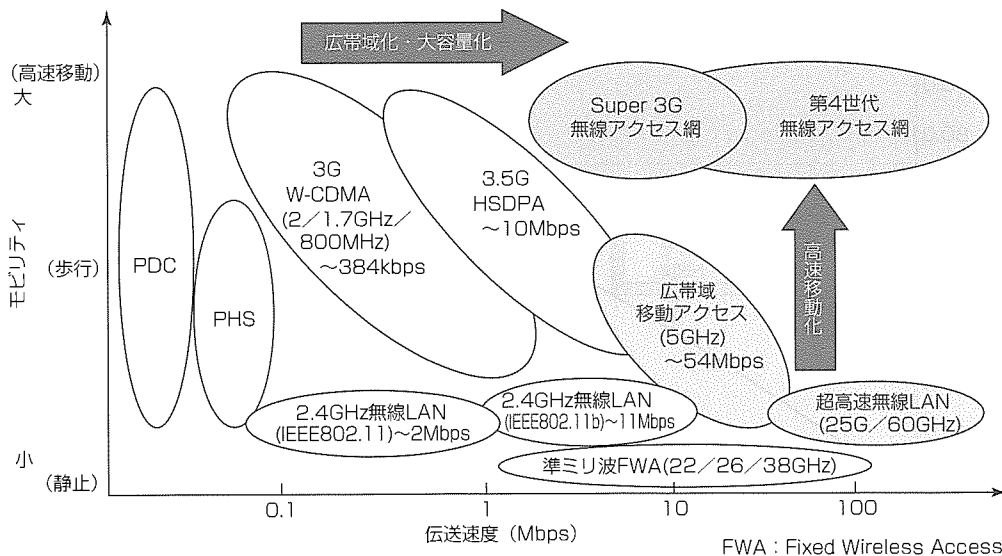 広帯域化・大容量化
(高速移動)
大
Super 3G
無線アクセス網
第4世代
無線アクセス網
3G
W-CDMA
(2/1.7GHz/
800MHz)
~384kbps
3.5G
HSDPA
~10Mbps
モビリティ
(歩行)
PDC
PHS
広帯域
移動アクセス
(5GHz)
~54Mbps
高速移動化
2.4GHz無線LAN
(IEEE802.11)~2Mbps
2.4GHz無線LAN
(IEEE802.11b)~11Mbps
超高速無線LAN
(25G/60GHz)
小
(静止)
準ミリ波FWA(22/26/38GHz)
0.1
1
10
100
伝送速度(Mbps)
FWA:Fixed Wireless Access